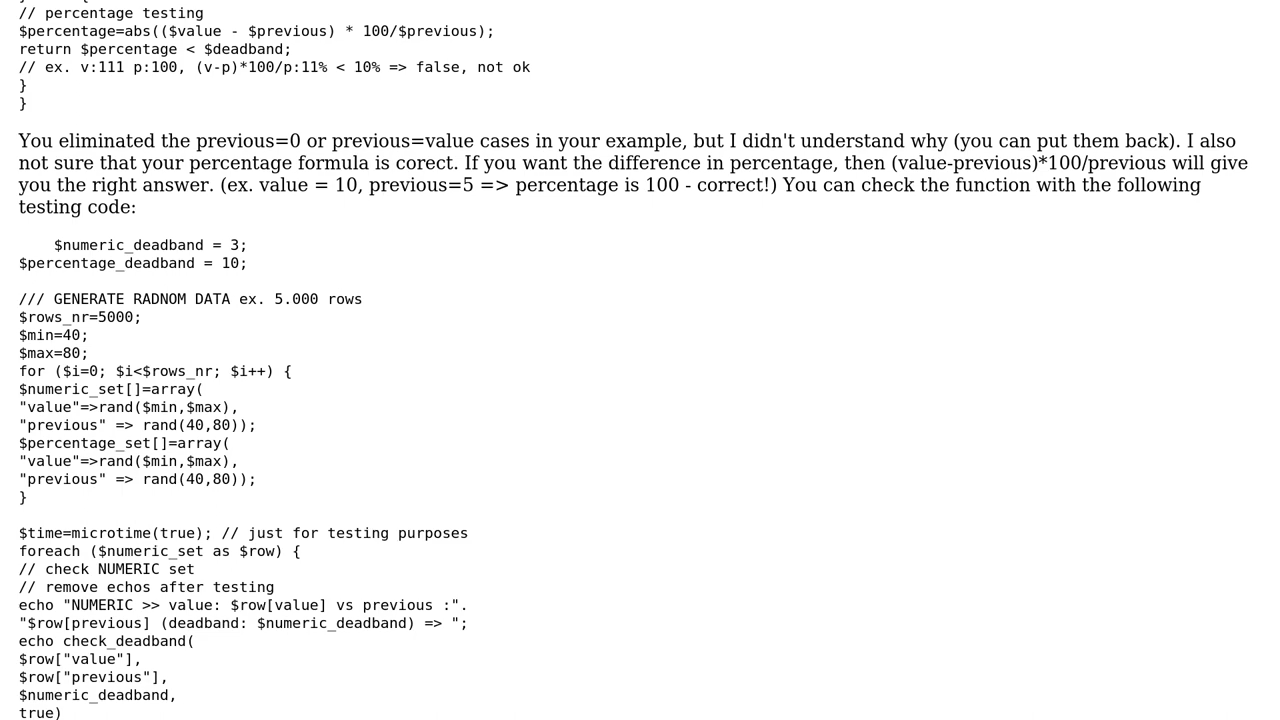 // percentage testing
$percentage=abs(($value - $previous) * 100/$previous);
return $percentage < $deadband;
// ex. v:111 p:100, (v-p)*100/p:11% < 10% => false, not ok
}
}
You eliminated the previous=0 or previous=value cases in your example, but I didn't understand why (you can put them back). I also
not sure that your percentage formula is corect. If you want the difference in percentage, then (value-previous)*100/previous will give
you the right answer. (ex. value = 10, previous=5 => percentage is 100 - correct!) You can check the function with the following
testing code:
$numeric_deadband = 3;
$percentage_deadband = 10;
/// GENERATE RADNOM DATA ex. 5.000 rows
$rows_nr=5000;
$min=40;
$max=80;
for ($i=0; $i<$rows_nr; $i++) {
$numeric_set[]=array(
"value"=>rand($min,$max),
"previous" => rand(40,80));
$percentage_set[]=array(
"value"=>rand($min,$max),
"previous" => rand(40,80));
}
$time=microtime(true); // just for testing purposes
foreach ($numeric_set as $row) {
// check NUMERIC set
// remove echos after testing
echo "NUMERIC >> value: $row[value] vs previous :".
"$row[previous] (deadband: $numeric_deadband) => ";
echo check_deadband(
$row["value"],
$row["previous"],
$numeric_deadband,
true)